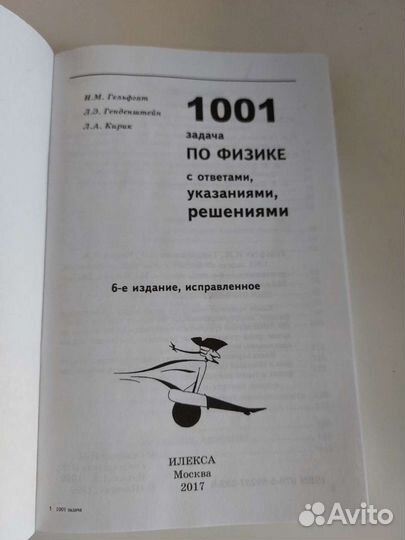 И.М. Гельфгат
Л.Э. Генденштейн
Л.А. Кирик
1001
задача
ПО ФИЗИКЕ
с ответами,
указаниями,
решениями
6-е издание, исправленное
ИЛЕКСА
Москва
2017
1 1001 задача
Avito